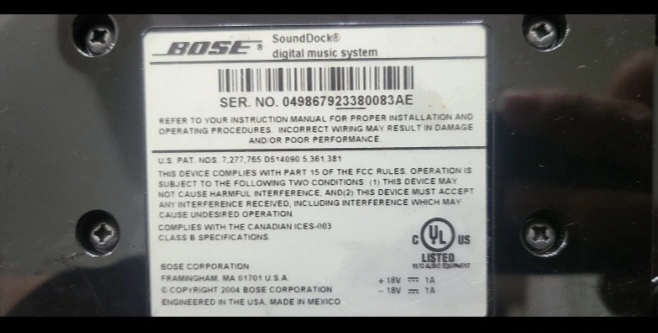 BOSE® SoundDock®
digital music system
SER. NO. 049867923380083AE
REFER TO YOUR INSTRUCTION MANUAL FOR PROPER INSTALLATION AND
OPERATING PROCEDURES. INCORRECT WIRING MAY RESULT IN DAMAGE
AND/OR POOR PERFORMANCE.
U.S. PAT. NOS. 7,277,765 D514090 5,361,381
THIS DEVICE COMPLIES WITH PART 15 OF THE FCC RULES. OPERATION IS
SUBJECT TO THE FOLLOWING TWO CONDITIONS: (1) THIS DEVICE MAY
NOT CAUSE HARMFUL INTERFERENCE, AND(2) THIS DEVICE MUST ACCEPT
ANY INTERFERENCE RECEIVED, INCLUDING INTERFERENCE WHICH MAY
CAUSE UNDESIRED OPERATION.
COMPLIES WITH THE CANADIAN ICES-003
CLASS B SPECIFICATIONS.
C UL US
LISTED
AUDIO EQUIPMENT
BOSE CORPORATION
FRAMINGHAM, MA 01701 U.S.A.
© COPYRIGHT 2004 BOSE CORPORATION
ENGINEERED IN THE USA, MADE IN MEXICO
+ 18V ⎓ 1A
- 18V ⎓ 1A